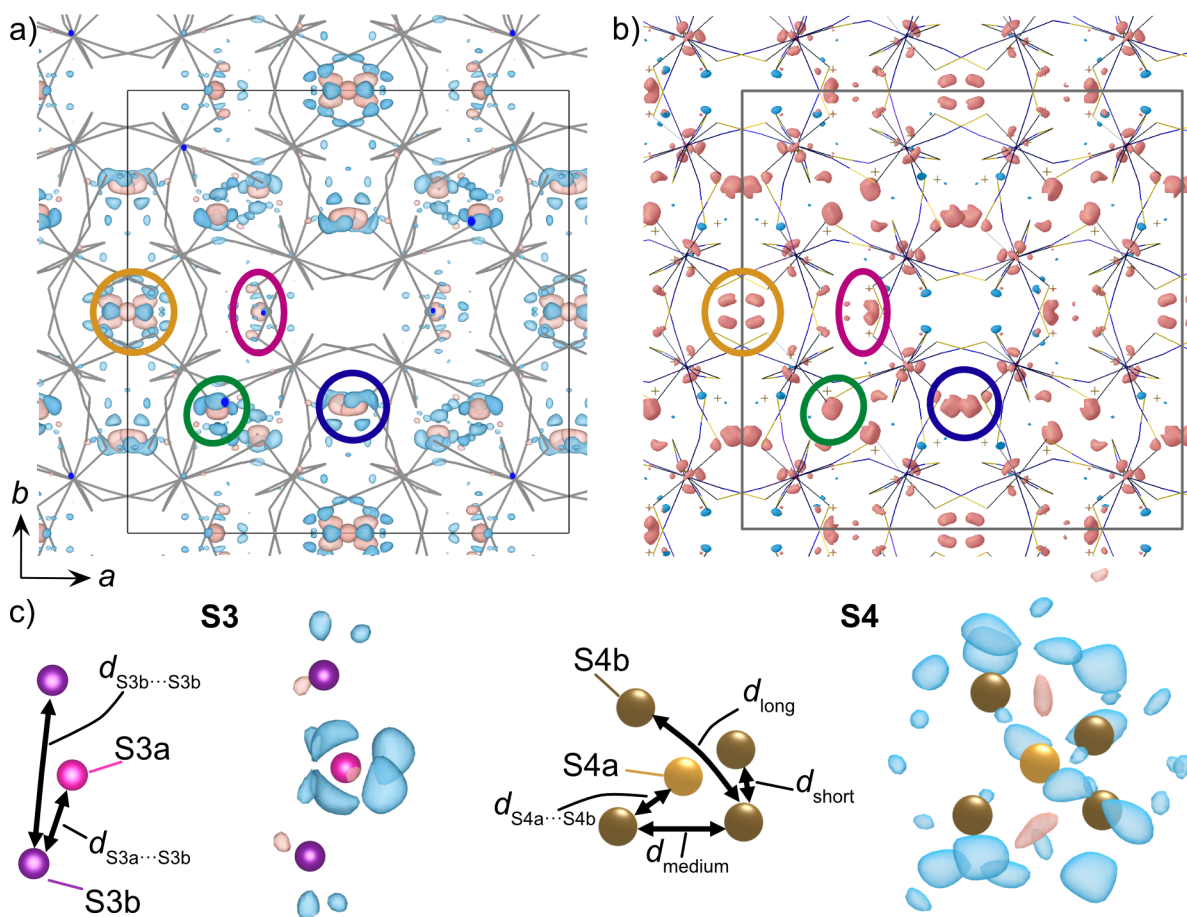 a)
b)
b
a
c)
S3
S4
d S3b···S3b
S3a
d S3a···S3b
S3b
S4b
d long
S4a
d S4a···S4b
d short
d medium